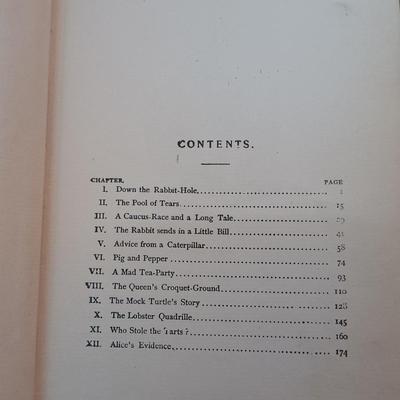 CONTENTS.
CHAPTER. PAGE
I. Down the Rabbit-Hole
II. The Pool of Tears 15
III. A Caucus-Race and a Long Tale 29
IV. The Rabbit sends in a Little Bill 41
V. Advice from a Caterpillar 58
VI. Pig and Pepper 74
VII. A Mad Tea-Party 93
VIII. The Queen's Croquet-Ground 110
IX. The Mock Turtle's Story 128
X. The Lobster Quadrille 145
XI. Who Stole the arts? 160
XII. Alice's Evidence 174